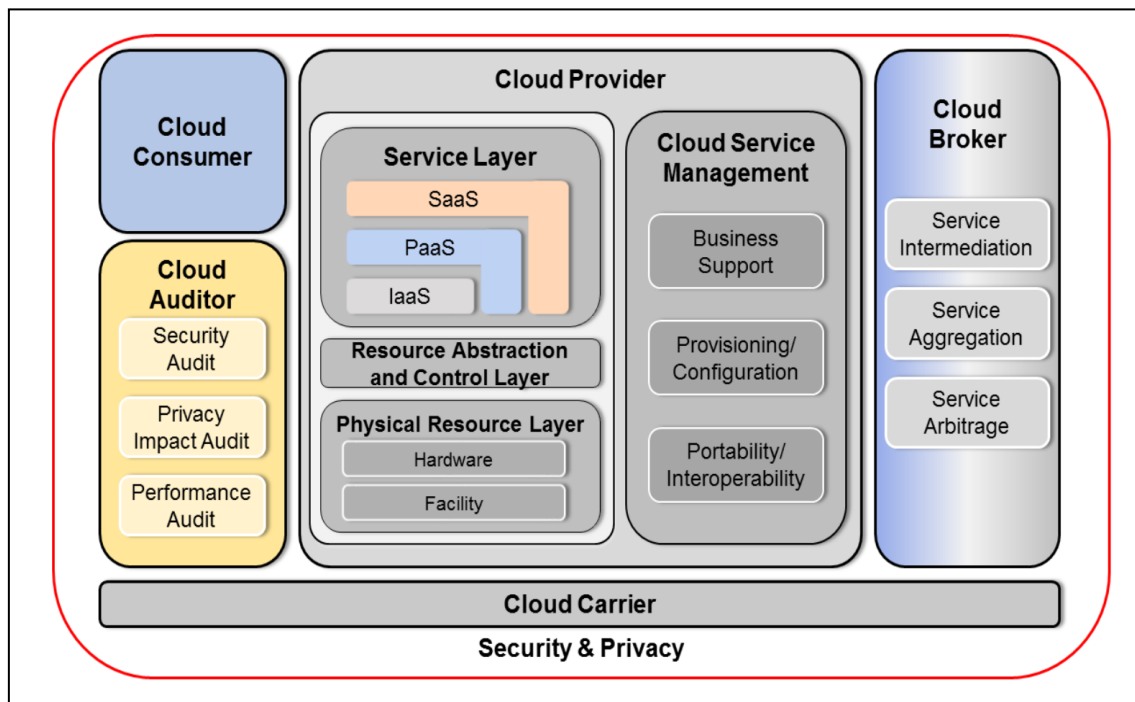 Cloud
Consumer
Cloud
Auditor
Security
Audit
Privacy
Impact Audit
Performance
Audit
Cloud Provider
Service Layer
SaaS
PaaS
IaaS
Resource Abstraction
and Control Layer
Physical Resource Layer
Hardware
Facility
Cloud Service
Management
Business
Support
Provisioning/
Configuration
Portability/
Interoperability
Cloud
Broker
Service
Intermediation
Service
Aggregation
Service
Arbitrage
Cloud Carrier
Security & Privacy